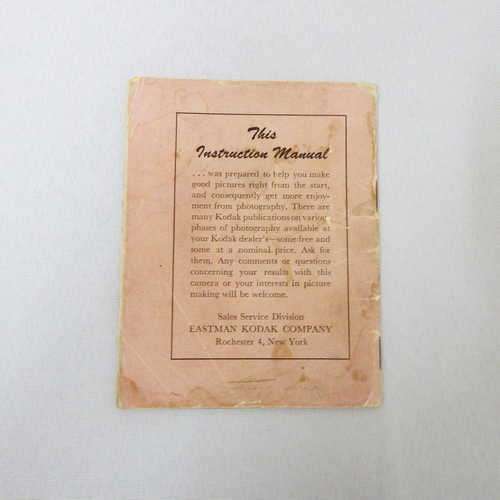 This
Instruction Manual
. . . was prepared to help you make
good pictures right from the start,
and consequently get more enjoy-
ment from photography. There are
many Kodak publications on various
phases of photography available at
your Kodak dealer's—some free and
some at a nominal price. Ask for
them. Any comments or questions
concerning your results with this
camera or your interests in picture
making will be welcome.
Sales Service Division
EASTMAN KODAK COMPANY
Rochester 4, New York